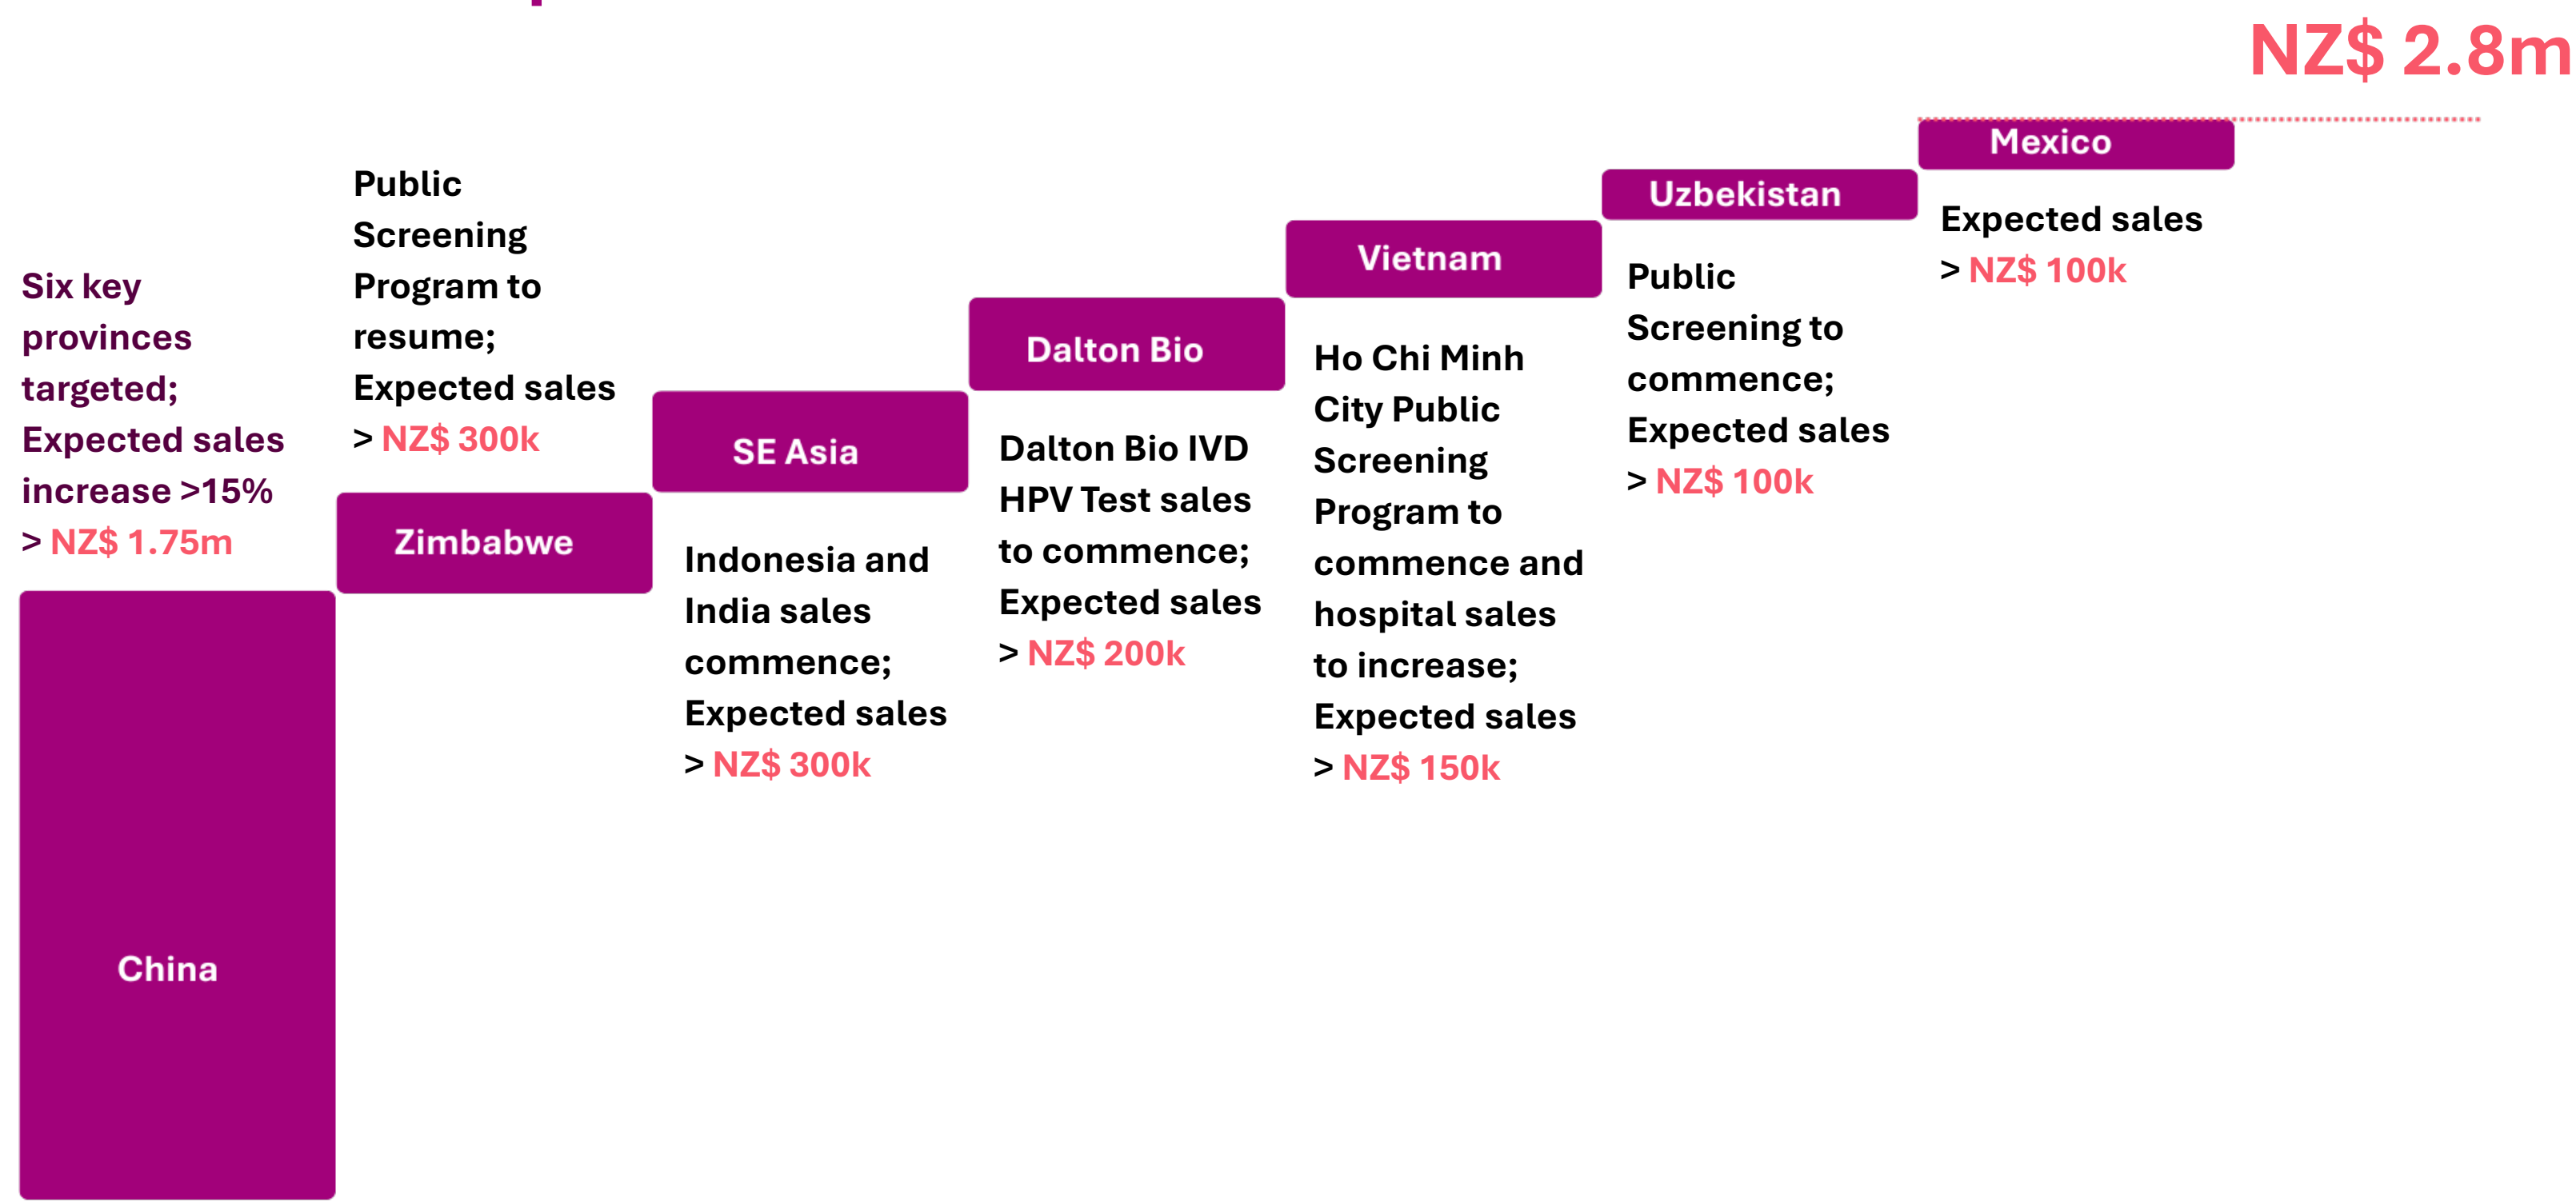 NZ$ 2.8m
Six key
provinces
targeted;
Expected sales
increase >15%
> NZ$ 1.75m
China
Public
Screening
Program to
resume;
Expected sales
> NZ$ 300k
Zimbabwe
SE Asia
Indonesia and
India sales
commence;
Expected sales
> NZ$ 300k
Dalton Bio
Dalton Bio IVD
HPV Test sales
to commence;
Expected sales
> NZ$ 200k
Vietnam
Ho Chi Minh
City Public
Screening
Program to
commence and
hospital sales
to increase;
Expected sales
> NZ$ 150k
Uzbekistan
Public
Screening to
commence;
Expected sales
> NZ$ 100k
Mexico
Expected sales
> NZ$ 100k